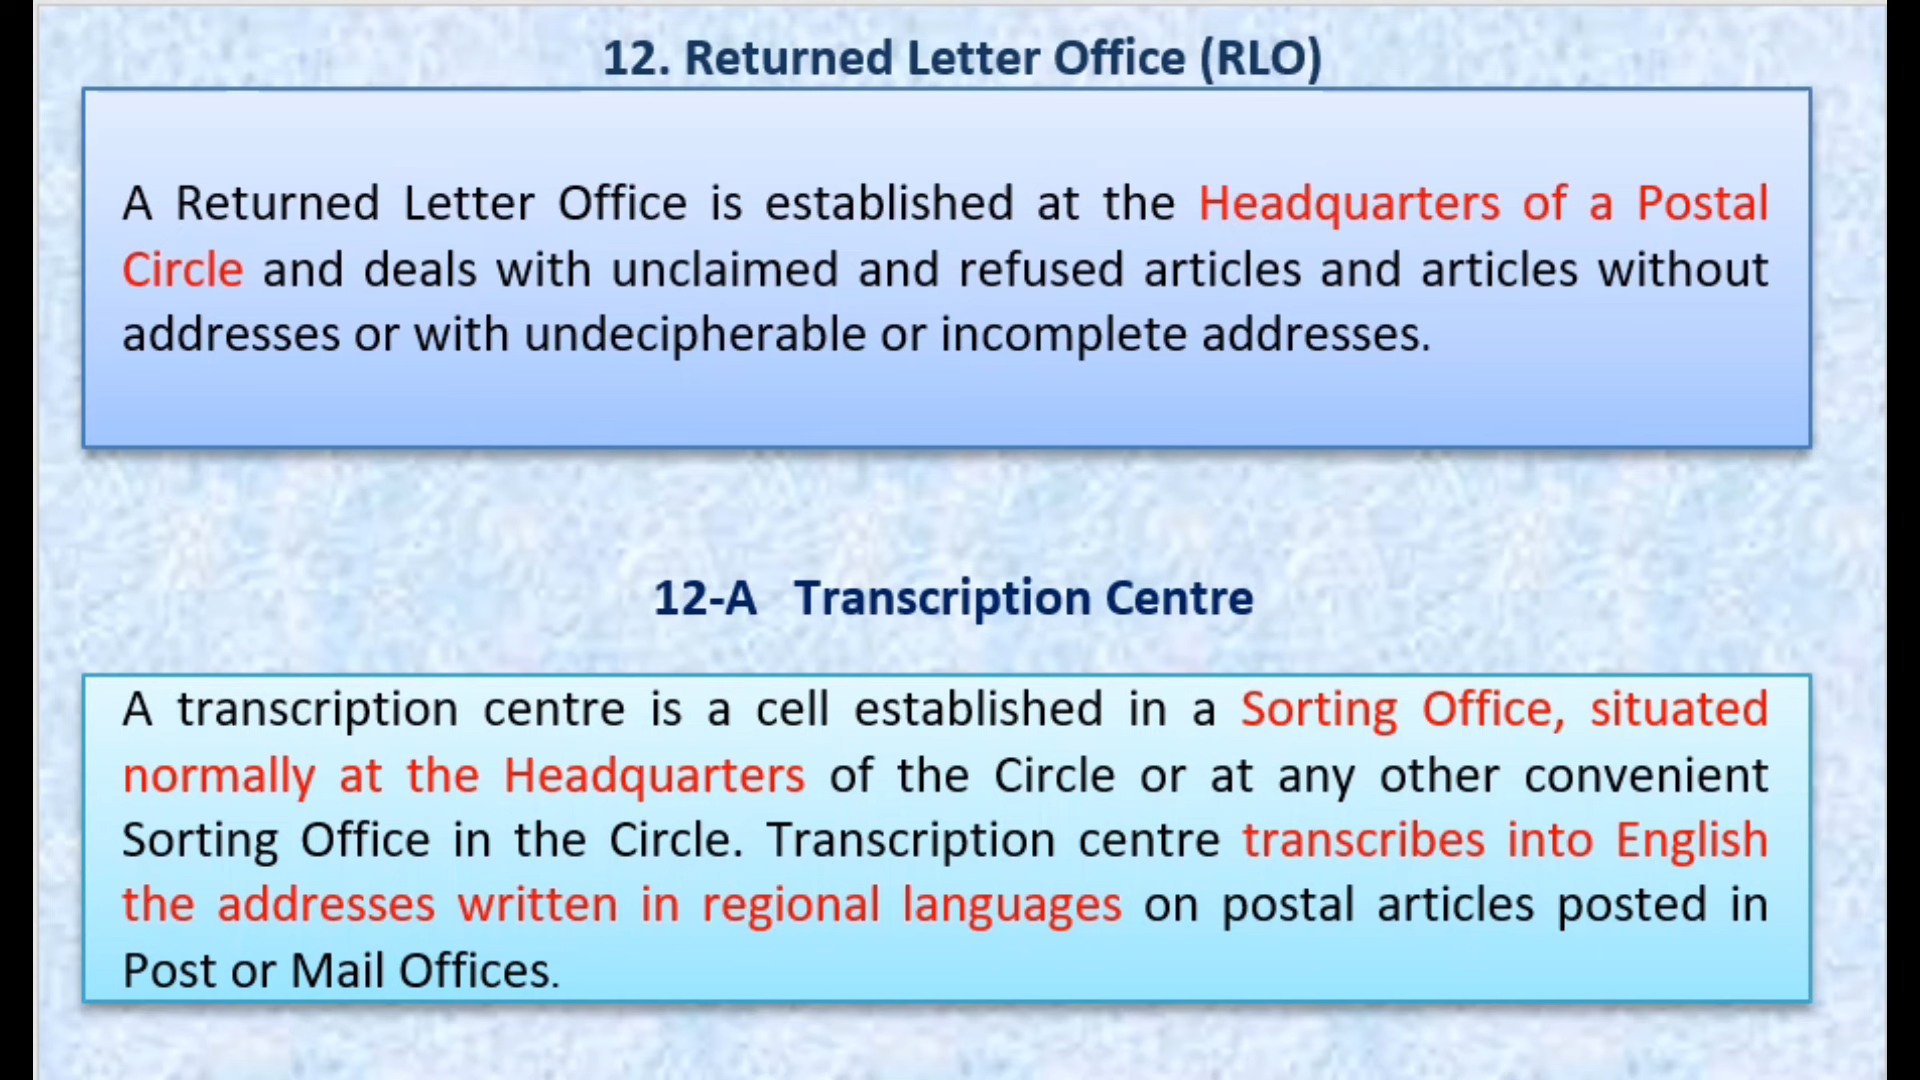 12. Returned Letter Office (RLO)
A Returned Letter Office is established at the Headquarters of a Postal
Circle and deals with unclaimed and refused articles and articles without
addresses or with undecipherable or incomplete addresses.
12-A Transcription Centre
A transcription centre is a cell established in a Sorting Office, situated
normally at the Headquarters of the Circle or at any other convenient
Sorting Office in the Circle. Transcription centre transcribes into English
the addresses written in regional languages on postal articles posted in
Post or Mail Offices.